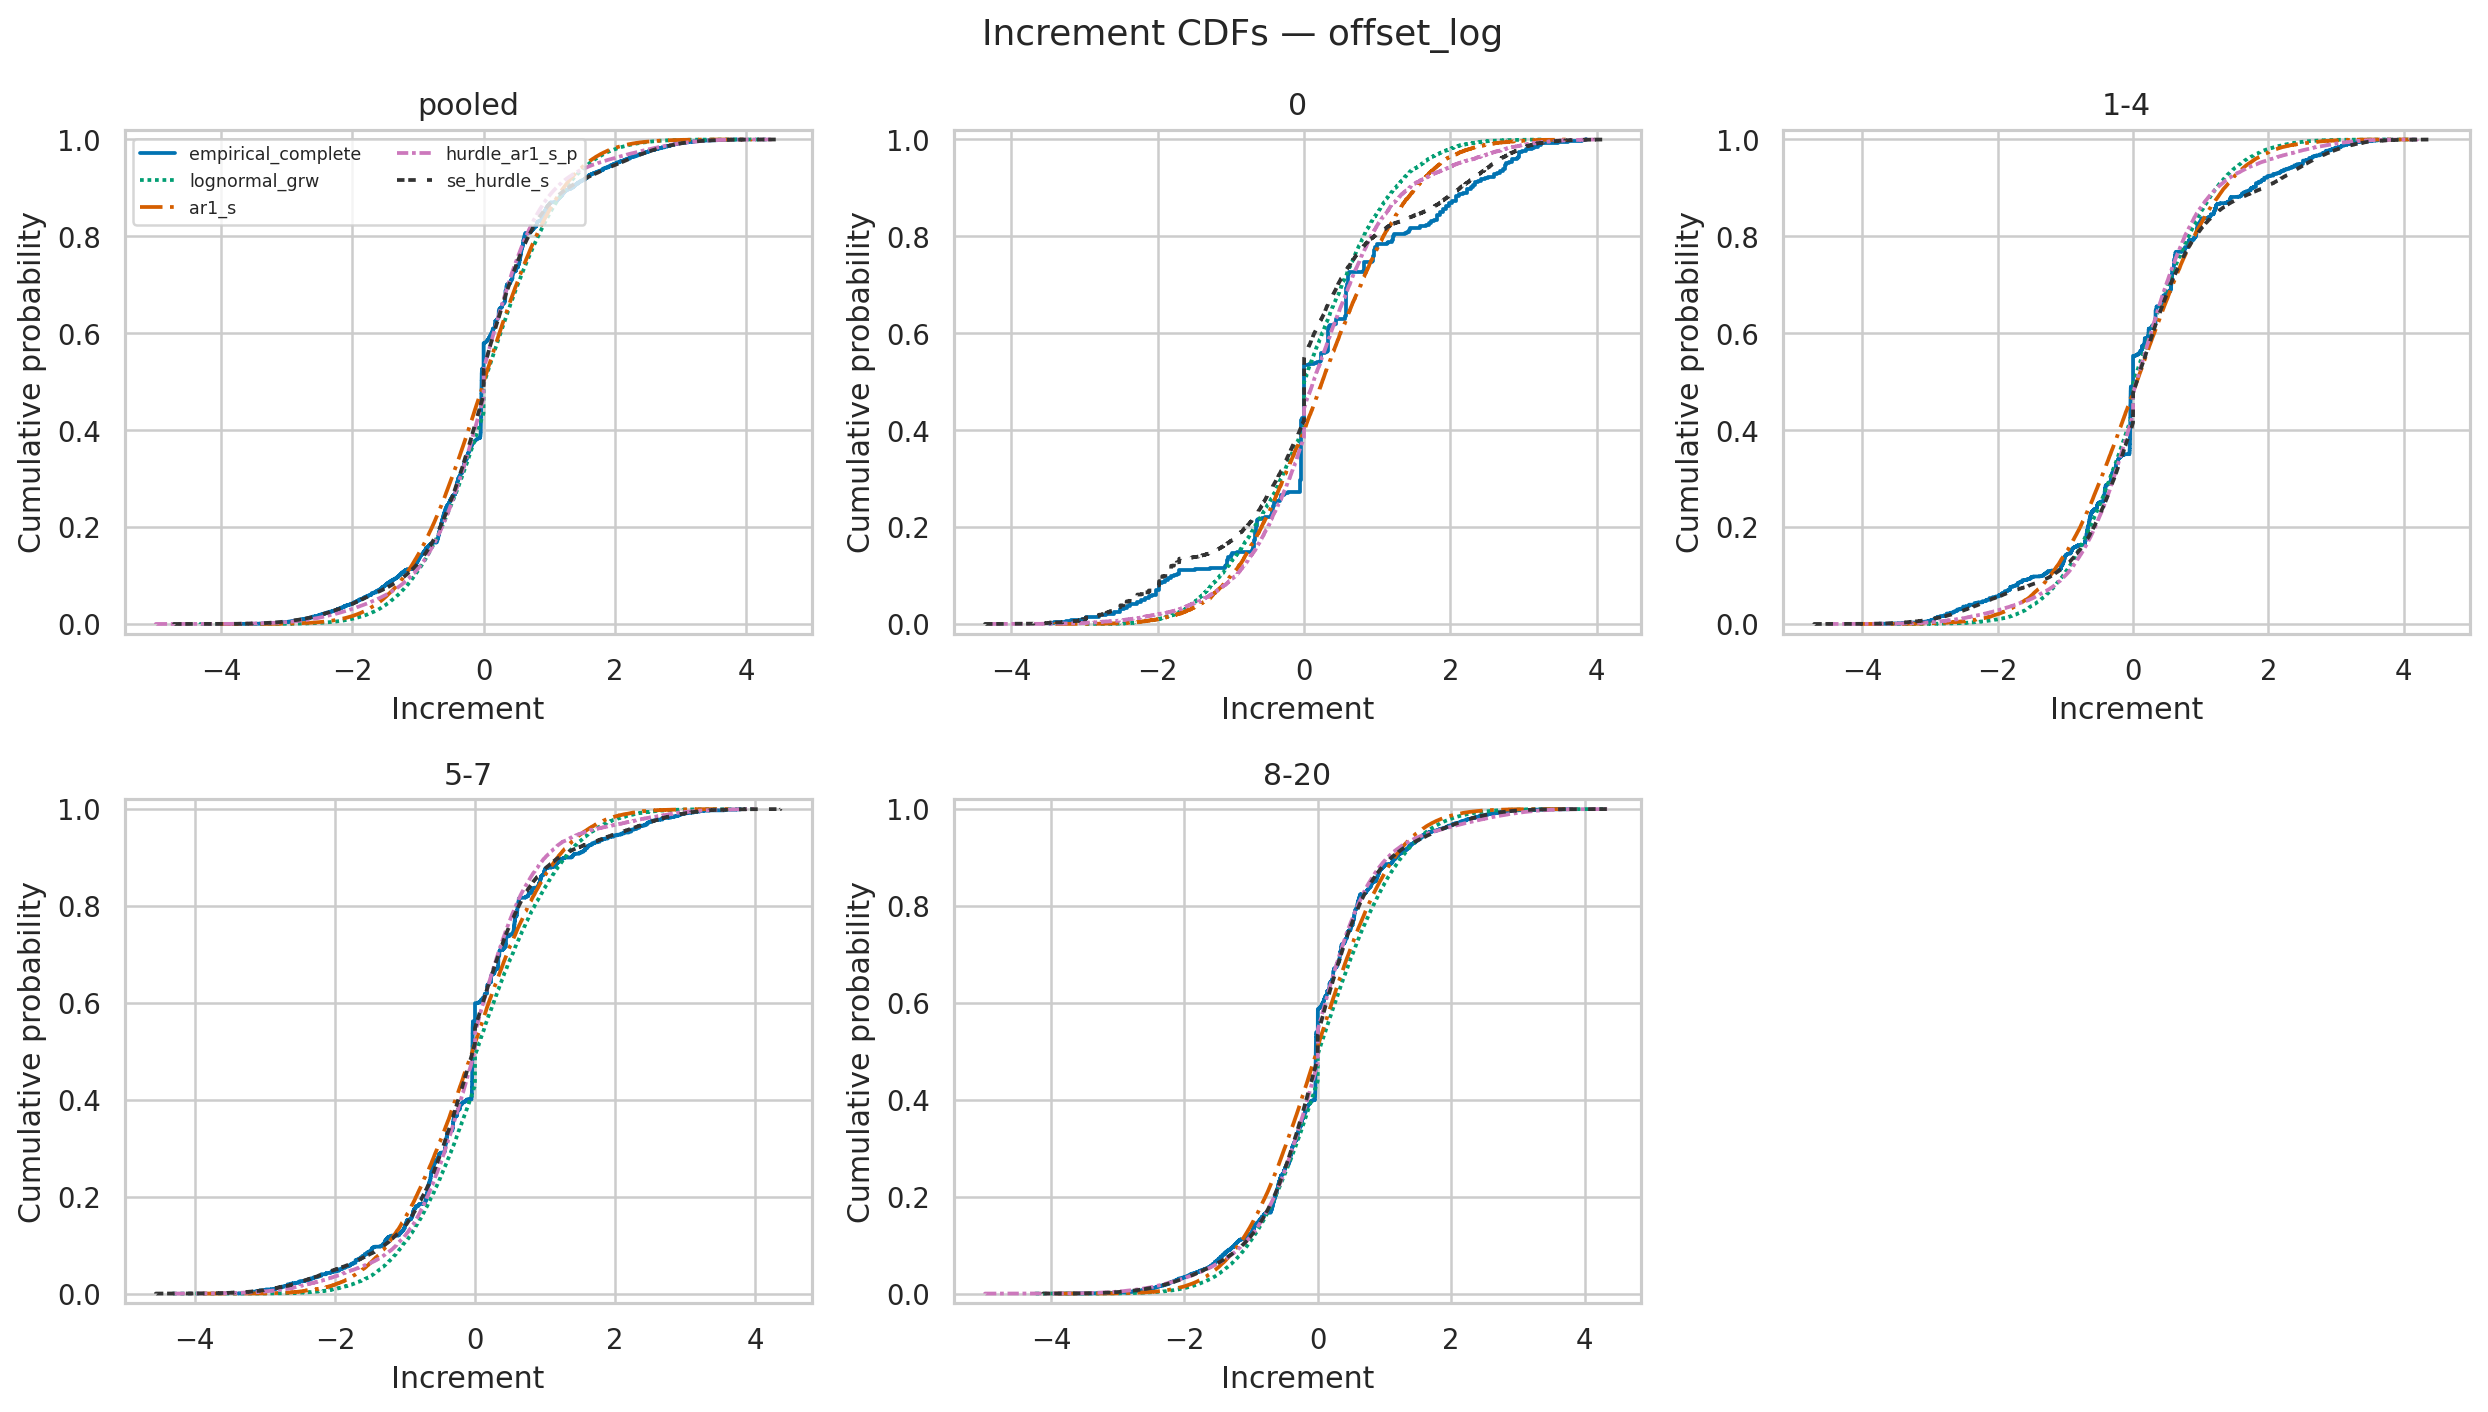 Increment CDFs — offset_log
pooled
1.0
0.8
0.6
0.4
0.2
0.0
Cumulative probability
empirical_complete
lognormal_grw
ar1_s
hurdle_ar1_s_p
se_hurdle_s
−4 −2 0 2 4
Increment
0
1.0
0.8
0.6
0.4
0.2
0.0
Cumulative probability
−4 −2 0 2 4
Increment
1-4
1.0
0.8
0.6
0.4
0.2
0.0
Cumulative probability
−4 −2 0 2 4
Increment
5-7
1.0
0.8
0.6
0.4
0.2
0.0
Cumulative probability
−4 −2 0 2 4
Increment
8-20
1.0
0.8
0.6
0.4
0.2
0.0
Cumulative probability
−4 −2 0 2 4
Increment